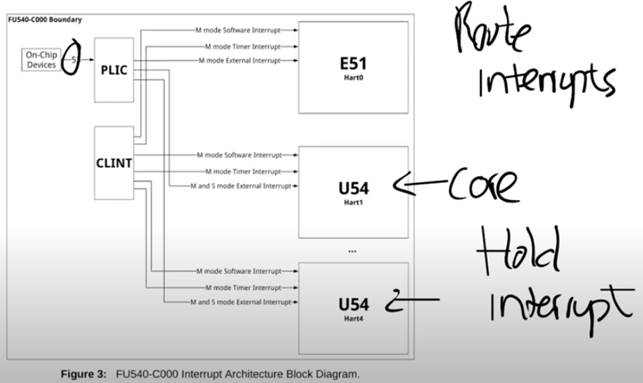 FU540-C000 Boundary
On-Chip
Devices
PLIC
CLINT
M mode Software Interrupt
M mode Timer Interrupt
M mode External Interrupt
E51
Hart0
M mode Software Interrupt
M mode Timer Interrupt
M and S mode External Interrupt
U54
Hart1
...
M mode Software Interrupt
M mode Timer Interrupt
M and S mode External Interrupt
U54
Hart4
Route
Interrupts
Core
Hold
Interrupt
Figure 3: FU540-C000 Interrupt Architecture Block Diagram.